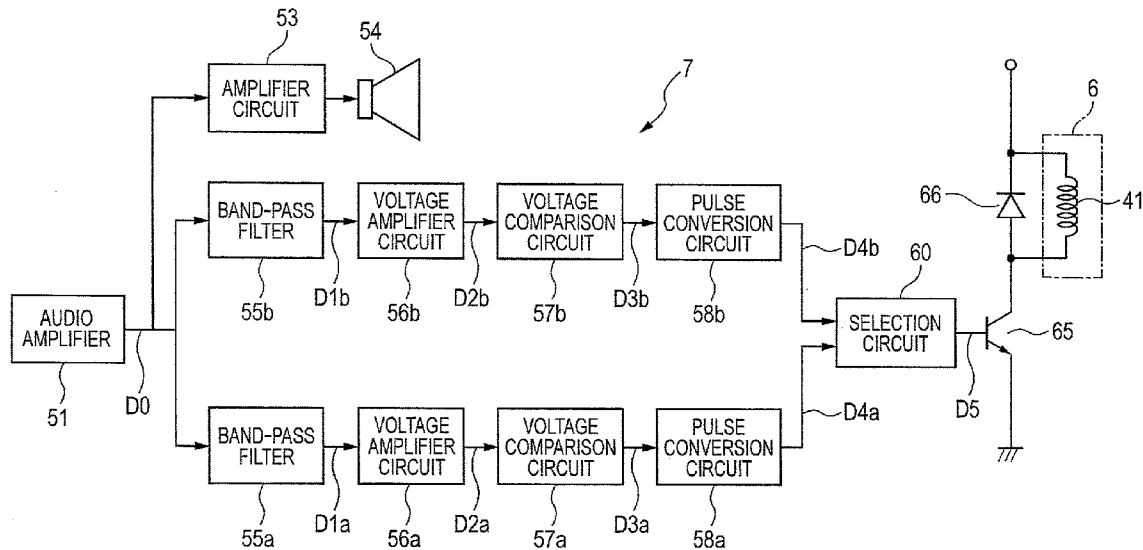 53
54
AMPLIFIER
CIRCUIT
7
6
66
41
BAND-PASS
FILTER
VOLTAGE
AMPLIFIER
CIRCUIT
VOLTAGE
COMPARISON
CIRCUIT
PULSE
CONVERSION
CIRCUIT
D1b
D2b
D3b
D4b
55b
56b
57b
58b
60
AUDIO
AMPLIFIER
SELECTION
CIRCUIT
65
51
D0
D5
D4a
BAND-PASS
FILTER
VOLTAGE
AMPLIFIER
CIRCUIT
VOLTAGE
COMPARISON
CIRCUIT
PULSE
CONVERSION
CIRCUIT
D1a
D2a
D3a
55a
56a
57a
58a